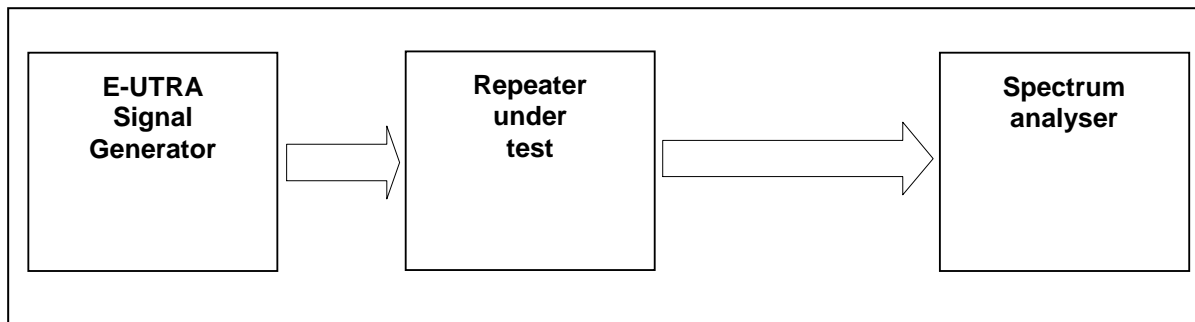 E-UTRA
Signal
Generator
Repeater
under
test
Spectrum
analyser